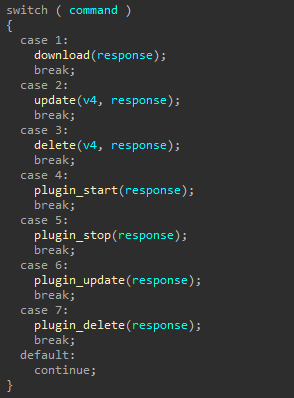 switch ( command )
{
  case 1:
    download(response);
    break;
  case 2:
    update(v4, response);
    break;
  case 3:
    delete(v4, response);
    break;
  case 4:
    plugin_start(response);
    break;
  case 5:
    plugin_stop(response);
    break;
  case 6:
    plugin_update(response);
    break;
  case 7:
    plugin_delete(response);
    break;
  default:
    continue;
}